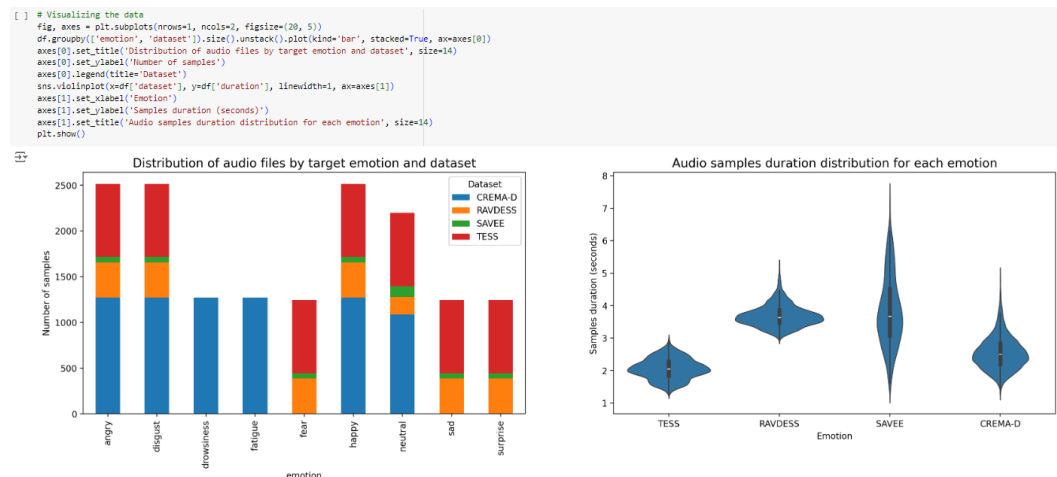 [ ] # Visualizing the data
fig, axes = plt.subplots(nrows=1, ncols=2, figsize=(20, 5))
df.groupby(['emotion', 'dataset']).size().unstack().plot(kind='bar', stacked=True, ax=axes[0])
axes[0].set_title('Distribution of audio files by target emotion and dataset', size=14)
axes[0].set_ylabel('Number of samples')
axes[0].legend(title='Dataset')
sns.violinplot(x=df['dataset'], y=df['duration'], linewidth=1, ax=axes[1])
axes[1].set_xlabel('Emotion')
axes[1].set_ylabel('Samples duration (seconds)')
axes[1].set_title('Audio samples duration distribution for each emotion', size=14)
plt.show()
Distribution of audio files by target emotion and dataset
Number of samples
2500
2000
1500
1000
500
0
Dataset
CREMA-D
RAVDESS
SAVEE
TESS
angry
disgust
drowsiness
fatigue
fear
happy
neutral
sad
surprise
emotion
Audio samples duration distribution for each emotion
Samples duration (seconds)
8
7
6
5
4
3
2
1
TESS
RAVDESS
SAVEE
CREMA-D
Emotion